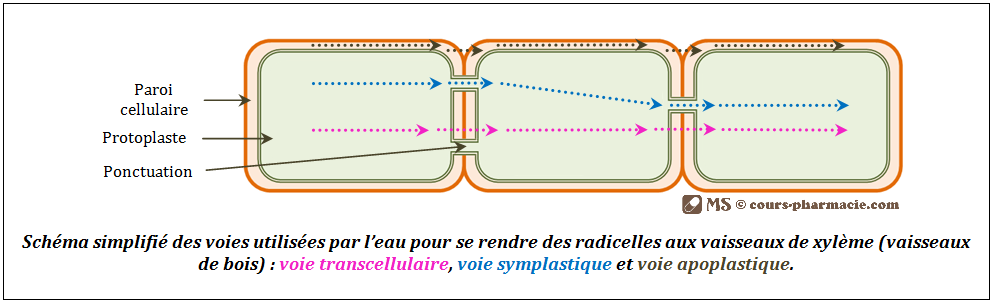 Paroi
cellulaire
Protoplaste
Ponctuation
MS © cours-pharmacie.com
Schéma simplifié des voies utilisées par l'eau pour se rendre des radicelles aux vaisseaux de xylème (vaisseaux
de bois) : voie transcellulaire, voie symplastique et voie apoplastique.